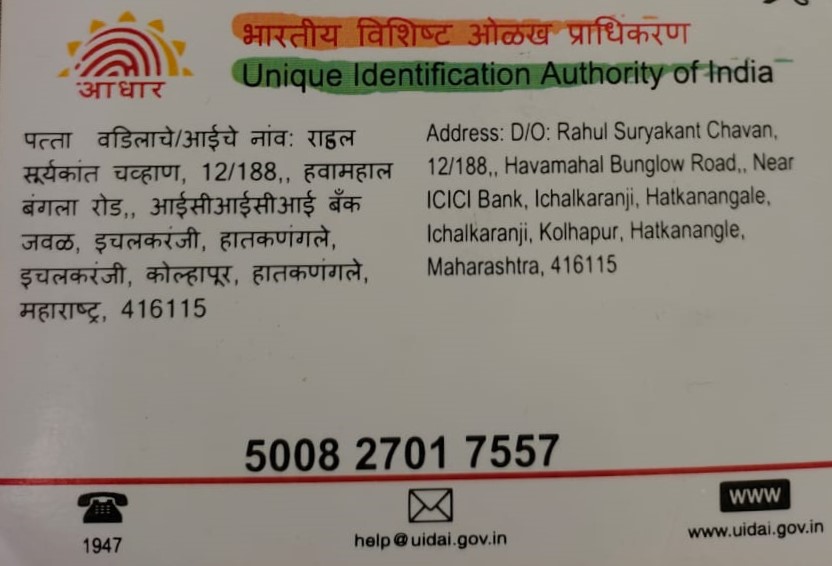 भारतीय विशिष्ट ओळख प्राधिकरण
Unique Identification Authority of India
आधार
पत्ता वडिलाचे/आईचे नांव: राहुल
सूर्यकांत चव्हाण, 12/188,, हवामहाल
बंगला रोड,, आईसीआईसीआई बँक
जवळ, इचलकरंजी, हातकणंगले,
इचलकरंजी, कोल्हापूर, हातकणंगले,
महाराष्ट्र, 416115
Address: D/O: Rahul Suryakant Chavan,
12/188,, Havamahal Bunglow Road,, Near
ICICI Bank, Ichalkaranji, Hatkanangale,
Ichalkaranji, Kolhapur, Hatkanangle,
Maharashtra, 416115
5008 2701 7557
1947
help@uidai.gov.in
WWW
www.uidai.gov.in